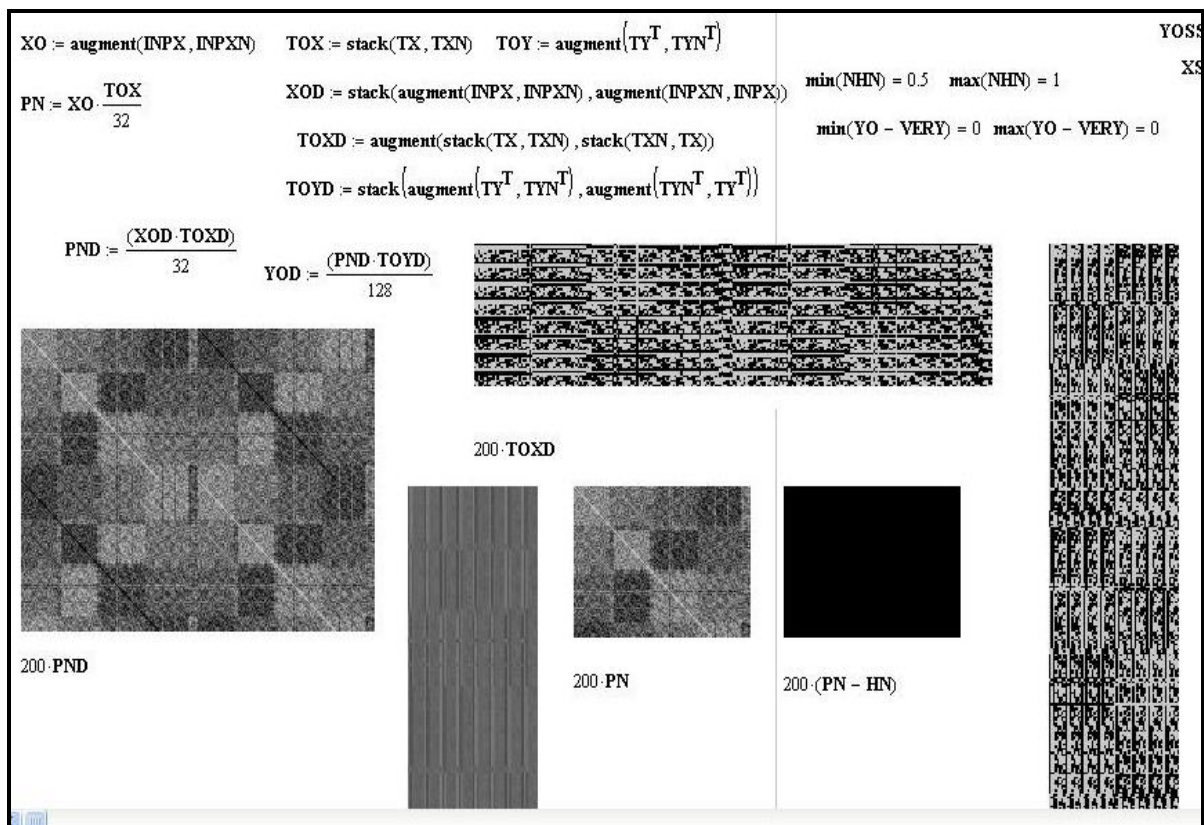 XO := augment(INPX, INPXN)   TOX := stack(TX, TXN)   TOY := augment(TY^T, TYN^T)
YOSS
XS
PN := XO · TOX / 32
XOD := stack(augment(INPX, INPXN), augment(INPXN, INPX))
min(NHN) = 0.5   max(NHN) = 1
TOXD := augment(stack(TX, TXN), stack(TXN, TX))
min(YO − VERY) = 0   max(YO − VERY) = 0
TOYD := stack(augment(TY^T, TYN^T), augment(TYN^T, TY^T))
PND := (XOD·TOXD) / 32
YOD := (PND·TOYD) / 128
200·TOXD
200·PND
200·PN
200·(PN − HN)